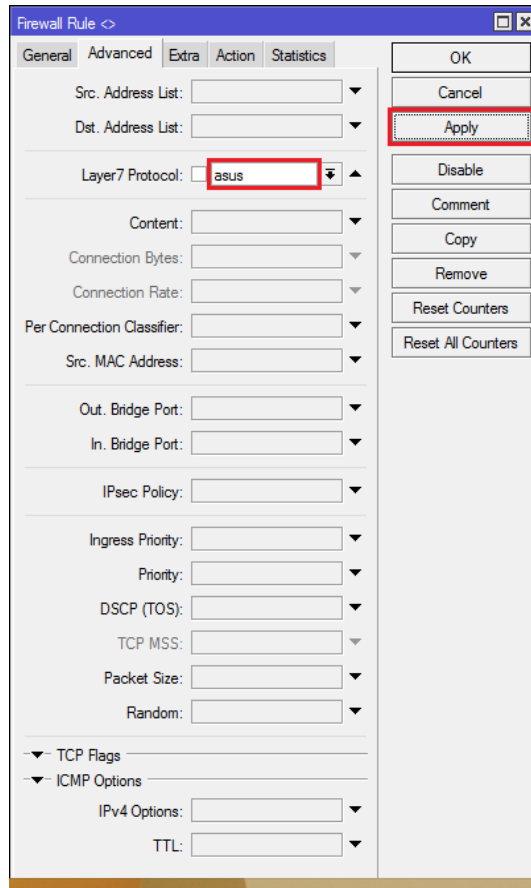 Firewall Rule <>
General Advanced Extra Action Statistics
OK
Src. Address List:
Cancel
Dst. Address List:
Apply
Layer7 Protocol: asus
Disable
Comment
Content:
Copy
Connection Bytes:
Remove
Connection Rate:
Reset Counters
Per Connection Classifier:
Reset All Counters
Src. MAC Address:
Out. Bridge Port:
In. Bridge Port:
IPsec Policy:
Ingress Priority:
Priority:
DSCP (TOS):
TCP MSS:
Packet Size:
Random:
TCP Flags
ICMP Options
IPv4 Options:
TTL: